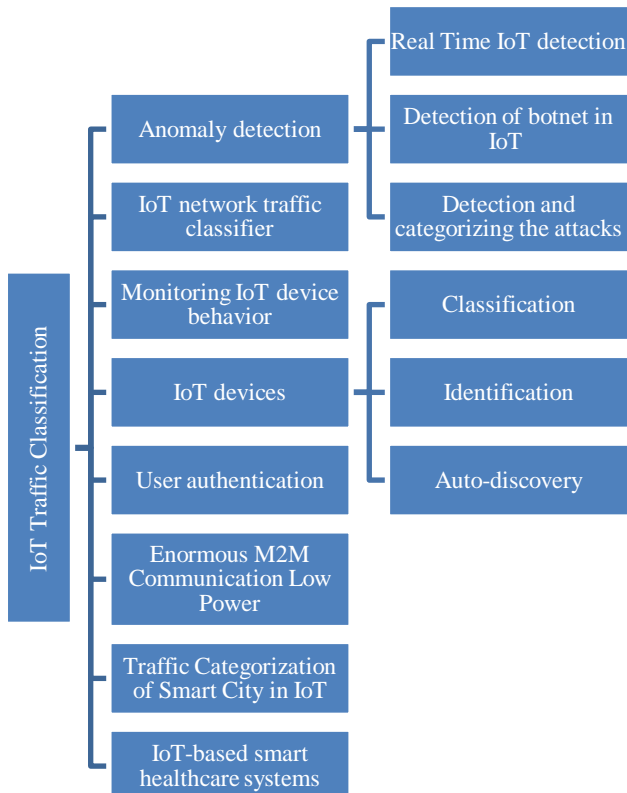 IoT Traffic Classification
Anomaly detection
Real Time IoT detection
Detection of botnet in
IoT
Detection and
categorizing the attacks
IoT network traffic
classifier
Monitoring IoT device
behavior
IoT devices
Classification
Identification
Auto-discovery
User authentication
Enormous M2M
Communication Low
Power
Traffic Categorization
of Smart City in IoT
IoT-based smart
healthcare systems